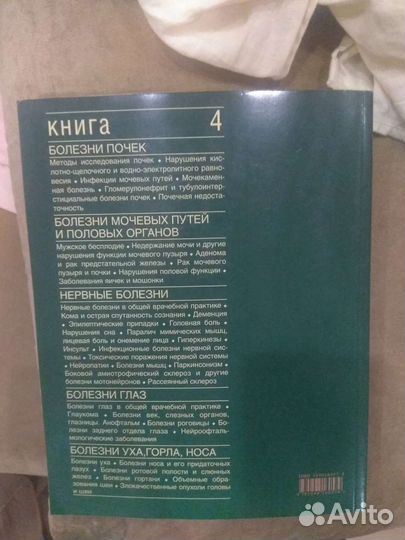 книга 4
БОЛЕЗНИ ПОЧЕК
Методы исследования почек • Нарушения кис-
лотно-щелочного и водно-электролитного равно-
весия • Инфекции мочевых путей • Мочекамен-
ная болезнь • Гломерулонефрит и тубулоинтер-
стициальные болезни почек • Почечная недоста-
точность
БОЛЕЗНИ МОЧЕВЫХ ПУТЕЙ
И ПОЛОВЫХ ОРГАНОВ
Мужское бесплодие • Недержание мочи и другие
нарушения функции мочевого пузыря • Аденома
и рак предстательной железы • Рак мочевого
пузыря и почки • Нарушения половой функции •
Заболевания яичек и мошонки
НЕРВНЫЕ БОЛЕЗНИ
Нервные болезни в общей врачебной практике •
Кома и острая спутанность сознания • Деменция
• Эпилептические припадки • Головная боль •
Нарушения сна • Паралич мимических мышц,
лицевая боль и онемение лица • Гиперкинезы •
Инсульт • Инфекционные болезни нервной сис-
темы • Токсические поражения нервной системы
• Нейропатии • Болезни мышц • Паркинсонизм •
Боковой амиотрофический склероз и другие
болезни мотонейронов • Рассеянный склероз
БОЛЕЗНИ ГЛАЗ
Болезни глаз в общей врачебной практике •
Глаукома • Болезни век, слезных органов,
глазницы. Анофтальм • Болезни роговицы • Бо-
лезни заднего отдела глаза • Нейроофталь-
мологические заболевания
БОЛЕЗНИ УХА, ГОРЛА, НОСА
Болезни уха • Болезни носа и его придаточных
пазух • Болезни ротовой полости и слюнных
желез • Болезни гортани • Объемные обра-
зования шеи • Злокачественные опухоли головы
и шеи
Avito